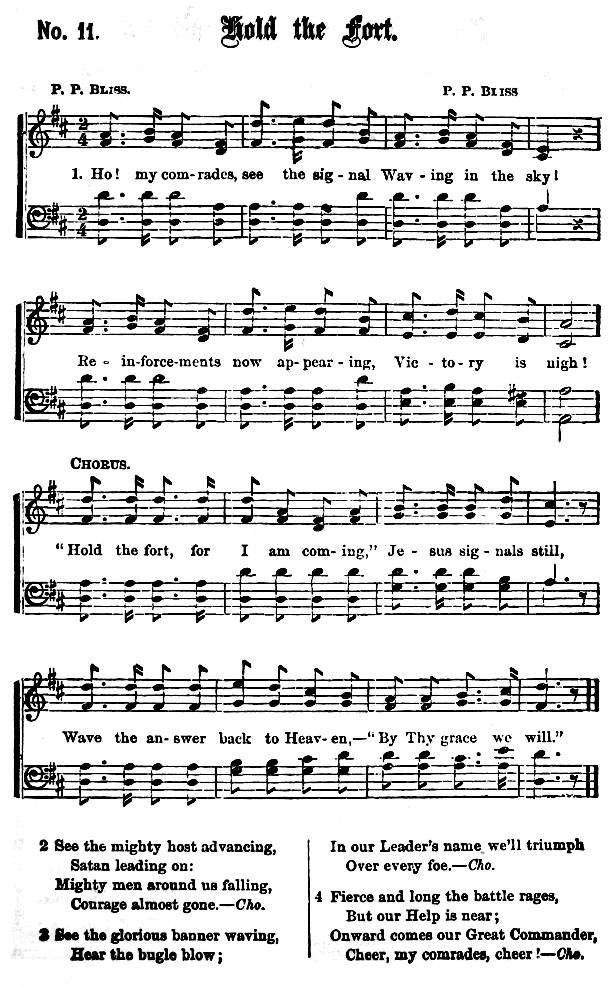 No. 11. Hold the Fort.
P. P. BLISS. P. P. BLISS
2 4
1. Ho! my com-rades, see the sig-nal Wav-ing in the sky!
2 4
Re-in-force-ments now ap-pear-ing, Vic-to-ry is nigh!
CHORUS.
"Hold the fort, for I am com-ing," Je-sus sig-nals still,
Wave the an-swer back to Heav-en,—"By Thy grace we will."
2 See the mighty host advancing,
Satan leading on:
Mighty men around us falling,
Courage almost gone.—Cho.
3 See the glorious banner waving,
Hear the bugle blow;
In our Leader's name we'll triumph
Over every foe.—Cho.
4 Fierce and long the battle rages,
But our Help is near;
Onward comes our Great Commander,
Cheer, my comrades, cheer!—Cho.